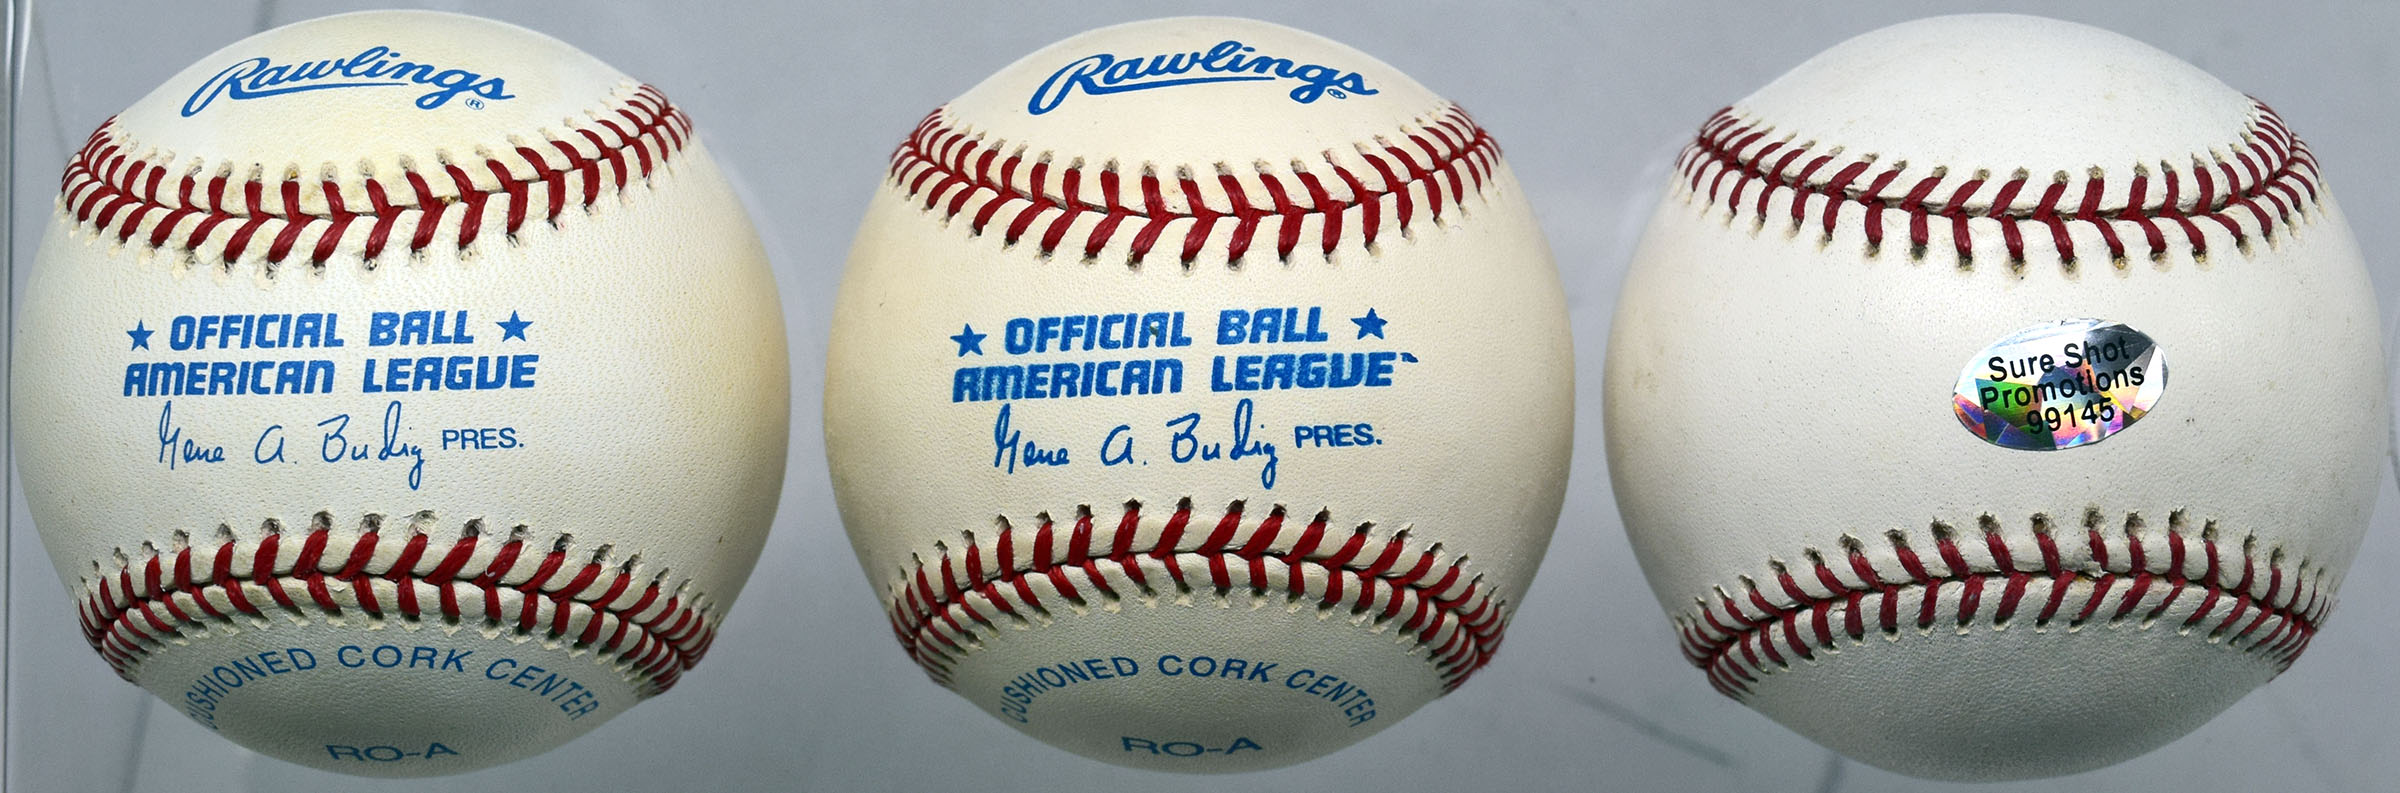 Rawlings®
★ OFFICIAL BALL ★
AMERICAN LEAGUE
Gene A. Budig PRES.
CUSHIONED CORK CENTER
RO-A
Rawlings®
★ OFFICIAL BALL ★
AMERICAN LEAGUE
Gene A. Budig PRES.
CUSHIONED CORK CENTER
RO-A
Sure Shot
Promotions
99145